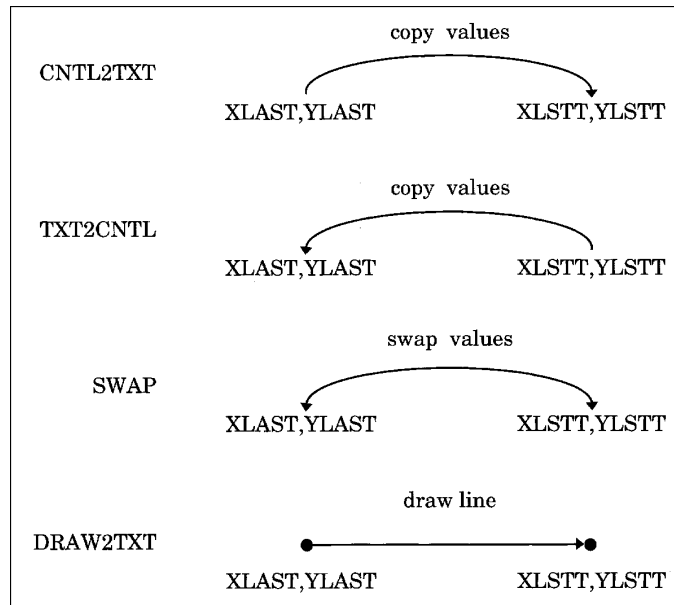 copy values
CNTL2TXT
XLAST,YLAST XLSTT,YLSTT
copy values
TXT2CNTL
XLAST,YLAST XLSTT,YLSTT
swap values
SWAP
XLAST,YLAST XLSTT,YLSTT
draw line
DRAW2TXT
XLAST,YLAST XLSTT,YLSTT